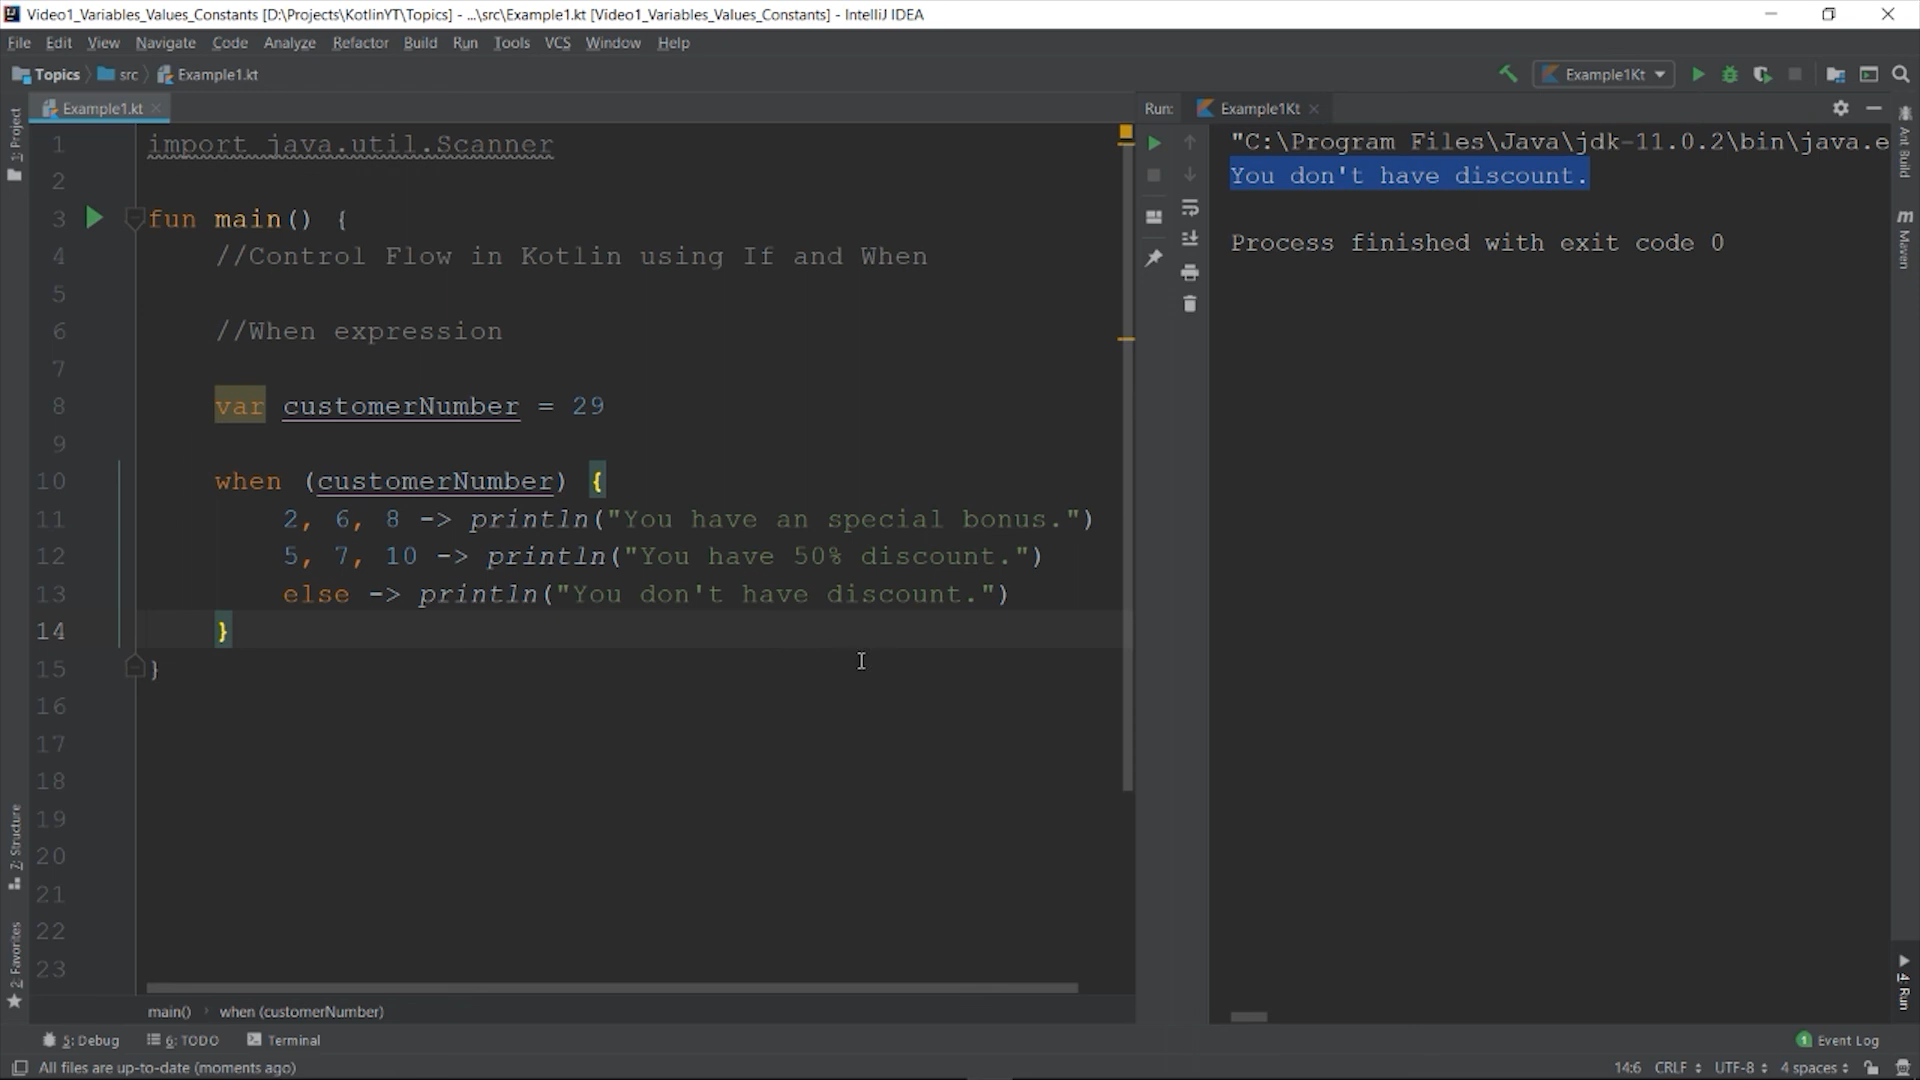 Video1_Variables_Values_Constants [D:\Projects\KotlinYT\Topics] - ...\src\Example1.kt [Video1_Variables_Values_Constants] - IntelliJ IDEA
File Edit View Navigate Code Analyze Refactor Build Run Tools VCS Window Help
Topics src Example1.kt Example1Kt
Example1.kt
1 import java.util.Scanner
2
3 fun main() {
4 //Control Flow in Kotlin using If and When
5
6 //When expression
7
8 var customerNumber = 29
9
10 when (customerNumber) {
11 2, 6, 8 -> println("You have an special bonus.")
12 5, 7, 10 -> println("You have 50% discount.")
13 else -> println("You don't have discount.")
14 }
15 }
16
17
18
19
20
21
22
23
main() when (customerNumber)
Run: Example1Kt
"C:\Program Files\Java\jdk-11.0.2\bin\java.e
You don't have discount.
Process finished with exit code 0
1: Project
7: Structure
2: Favorites
Ant Build
m Maven
4: Run
5: Debug 6: TODO Terminal
1 Event Log
All files are up-to-date (moments ago)
14:6 CRLF UTF-8 4 spaces